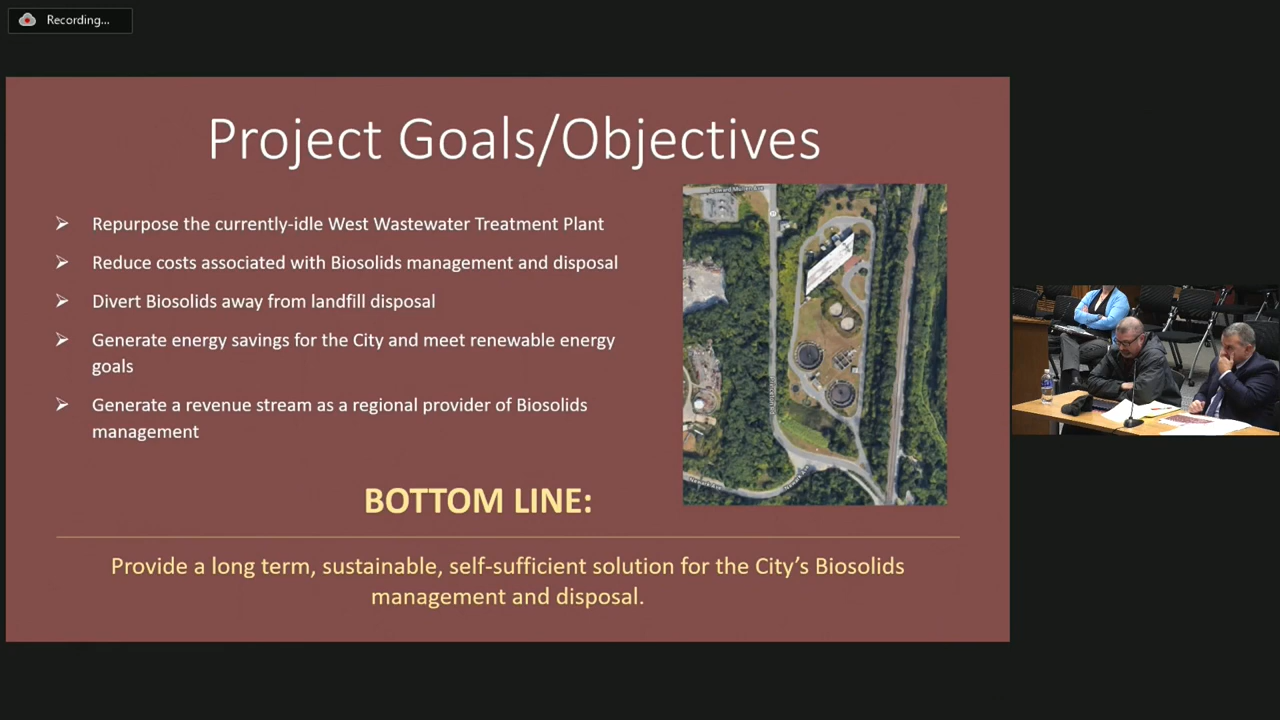 Recording...
Project Goals/Objectives
Repurpose the currently-idle West Wastewater Treatment Plant
Reduce costs associated with Biosolids management and disposal
Divert Biosolids away from landfill disposal
Generate energy savings for the City and meet renewable energy
goals
Generate a revenue stream as a regional provider of Biosolids
management
BOTTOM LINE:
Provide a long term, sustainable, self-sufficient solution for the City’s Biosolids
management and disposal.